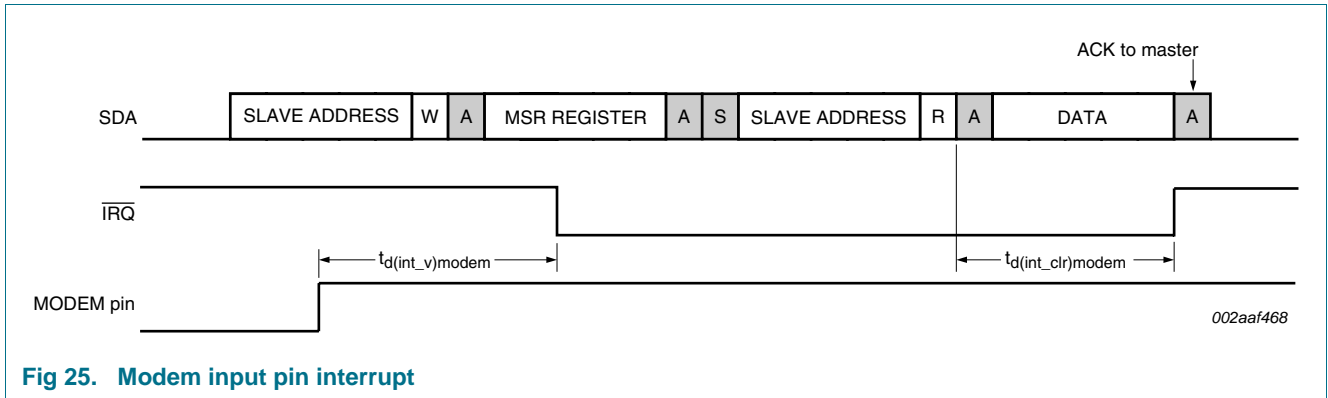 ACK to master
SDA
SLAVE ADDRESS W A MSR REGISTER A S SLAVE ADDRESS R A DATA A
IRQ
td(int_v)modem
td(int_clr)modem
MODEM pin
002aaf468
Fig 25. Modem input pin interrupt